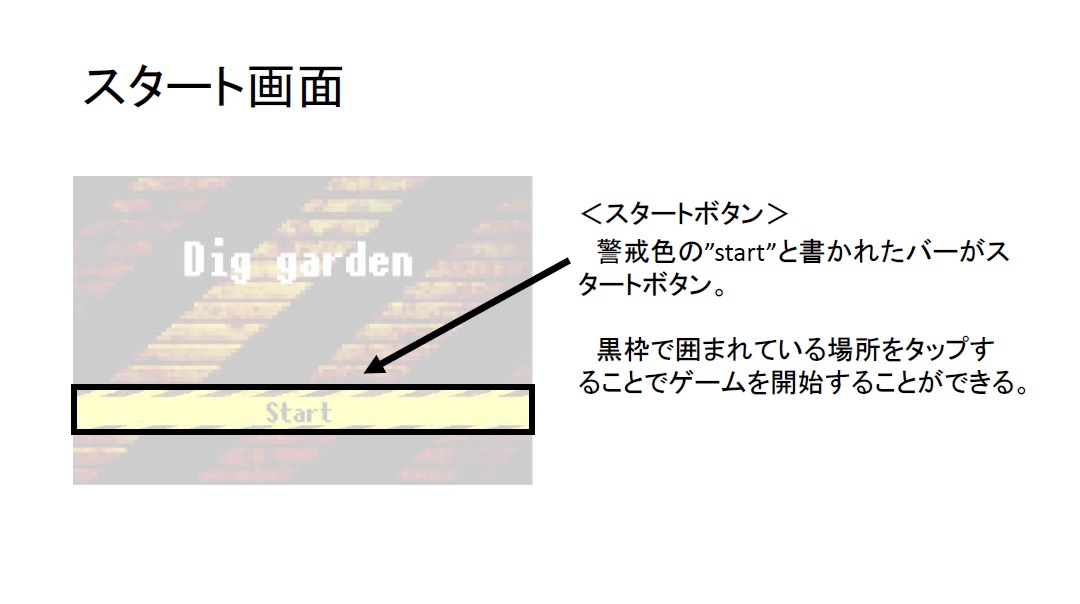 スタート画面
Dig garden
Start
＜スタートボタン＞
警戒色の”start”と書かれたバーがス
タートボタン。
黒枠で囲まれている場所をタップす
ることでゲームを開始することができる。